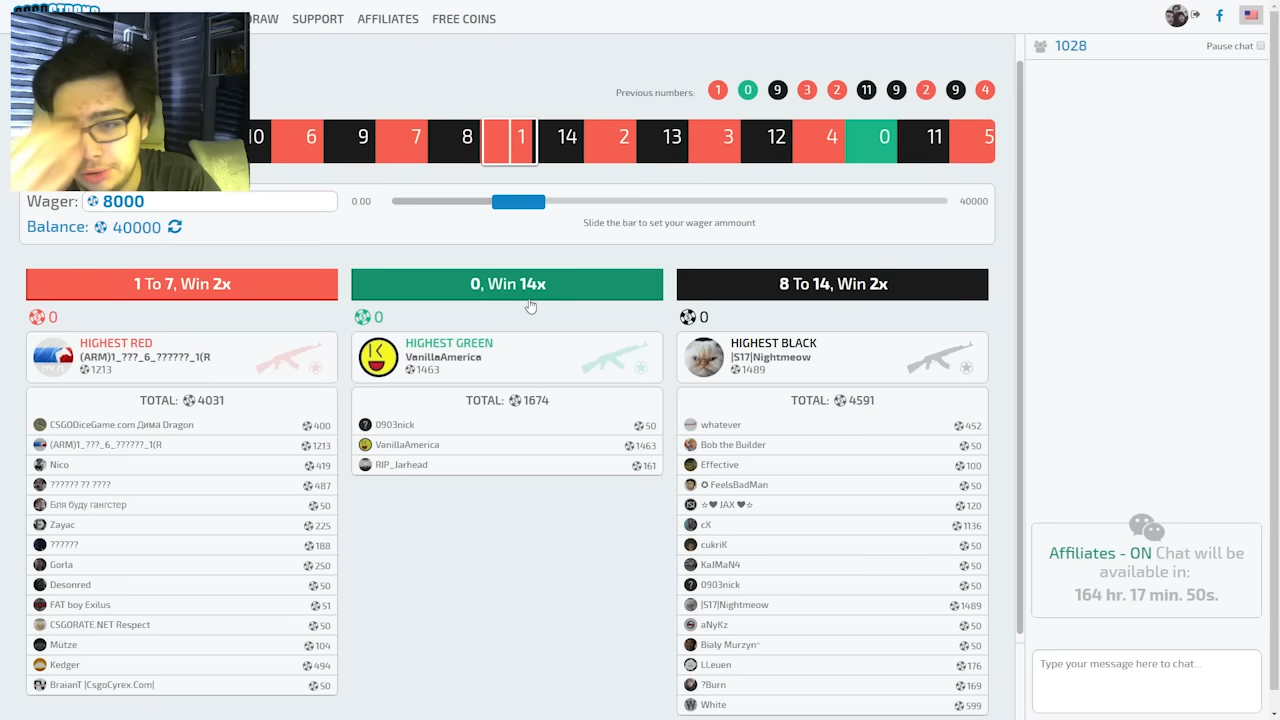 RAW SUPPORT AFFILIATES FREE COINS
1028 Pause chat
Previous numbers: 1 0 9 3 2 11 9 2 9 4
10 6 9 7 8 1 14 2 13 3 12 4 0 11 5
Wager: 8000 0.00 40000
Balance: 40000 Slide the bar to set your wager ammount
1 To 7, Win 2x
0
HIGHEST RED
(ARM)1_???_6_??????_1(R
1213
TOTAL: 4031
CSGODiceGame.com Дима Dragon 400
(ARM)1_???_6_??????_1(R 1213
Nico 419
?????? ?? ???? 487
Бля буду гангстер 50
Zayac 225
?????? 188
Gorla 250
Desonred 50
FAT boy Exilus 51
CSGORATE.NET Respect 50
Mütze 104
Kedger 494
BraianT |CsgoCyrex.Com| 50
0, Win 14x
0
HIGHEST GREEN
VanillaAmerica
1463
TOTAL: 1674
0903nick 50
VanillaAmerica 1463
RIP_Jarhead 161
8 To 14, Win 2x
0
HIGHEST BLACK
|S17|Nightmeow
1489
TOTAL: 4591
whatever 452
Bob the Builder 50
Effective 100
✪ FeelsBadMan 50
☆♥ JAX ♥☆ 120
cX 1136
cukriK 50
KaJMaN4 50
0903nick 50
|S17|Nightmeow 1489
aNyKz 50
Bialy Murzyn^ 50
LLeuen 176
?Burn 169
White 599
Affiliates - ON Chat will be
available in:
164 hr. 17 min. 50s.
Type your message here to chat...